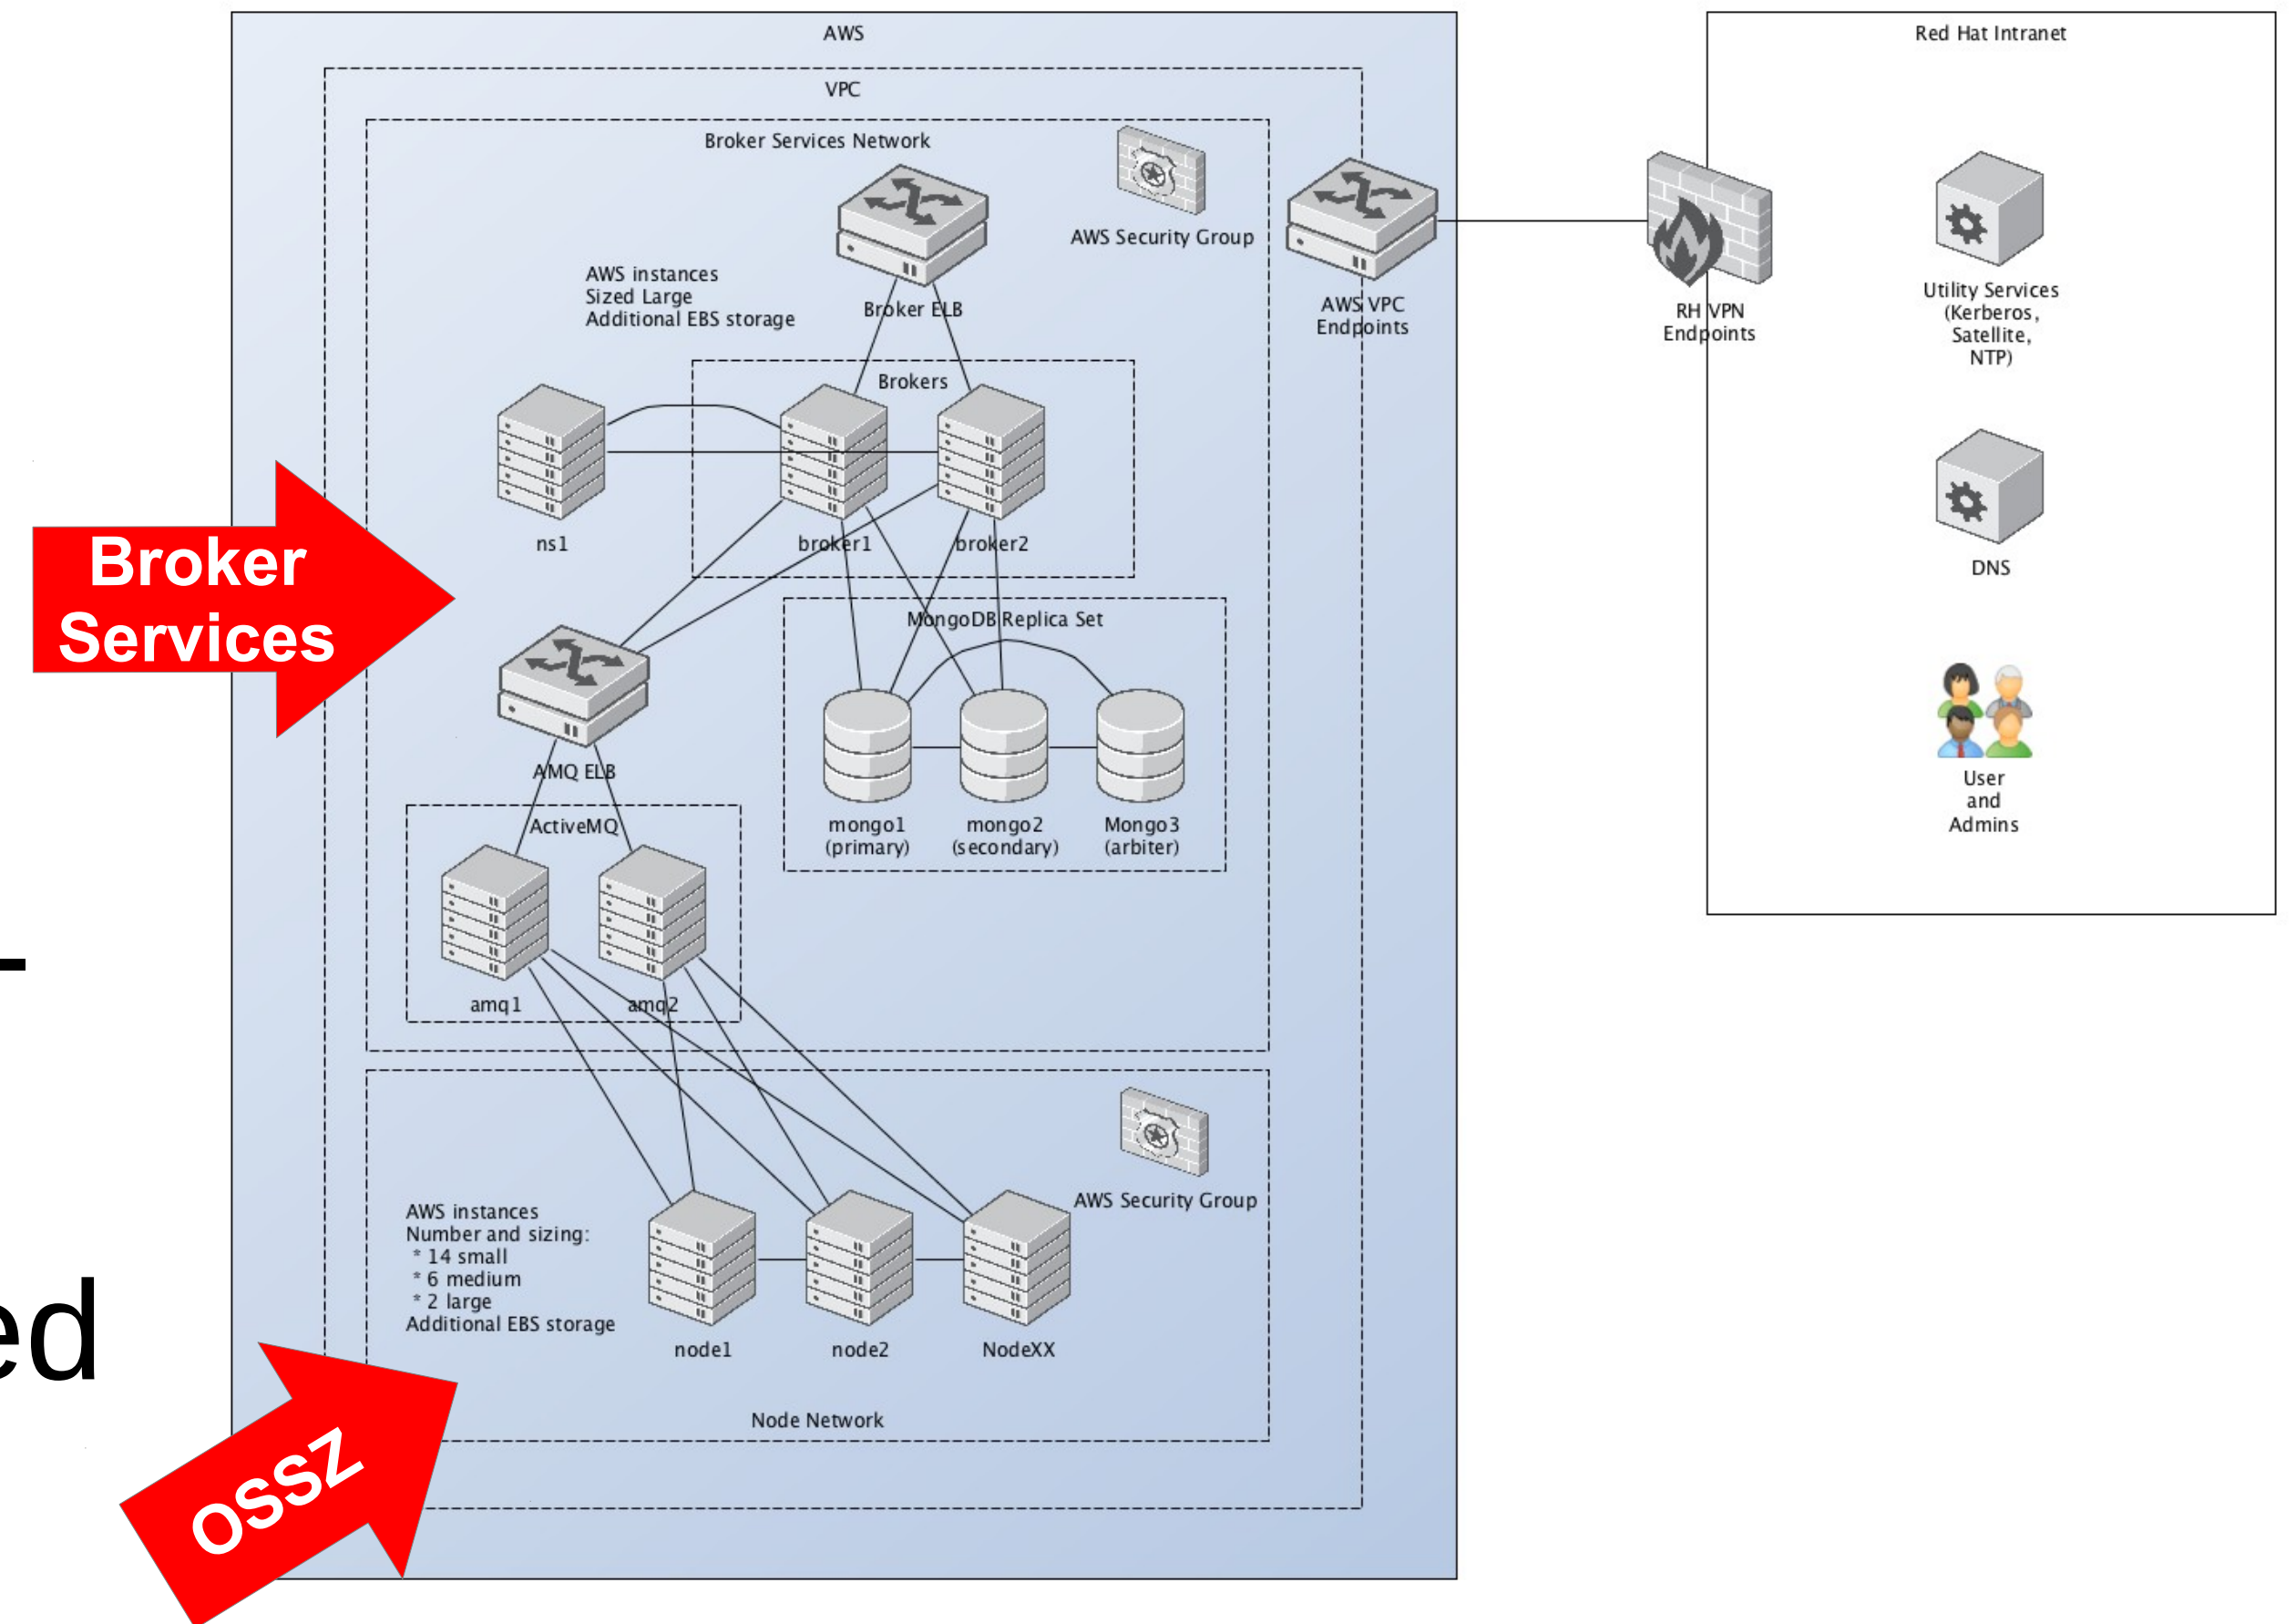 AWS
Red Hat Intranet
VPC
Broker Services Network
AWS Security Group
AWS instances
Sized Large
Additional EBS storage
Broker ELB
AWS VPC
Endpoints
RH VPN
Endpoints
Utility Services
(Kerberos,
Satellite,
NTP)
Brokers
ns1
broker1
broker2
DNS
Broker
Services
MongoDB Replica Set
AMQ ELB
mongo1
(primary)
mongo2
(secondary)
Mongo3
(arbiter)
User
and
Admins
ActiveMQ
amq1
amq2
-
AWS Security Group
AWS instances
Number and sizing:
* 14 small
* 6 medium
* 2 large
Additional EBS storage
node1
node2
NodeXX
ed
Node Network
OSSZ